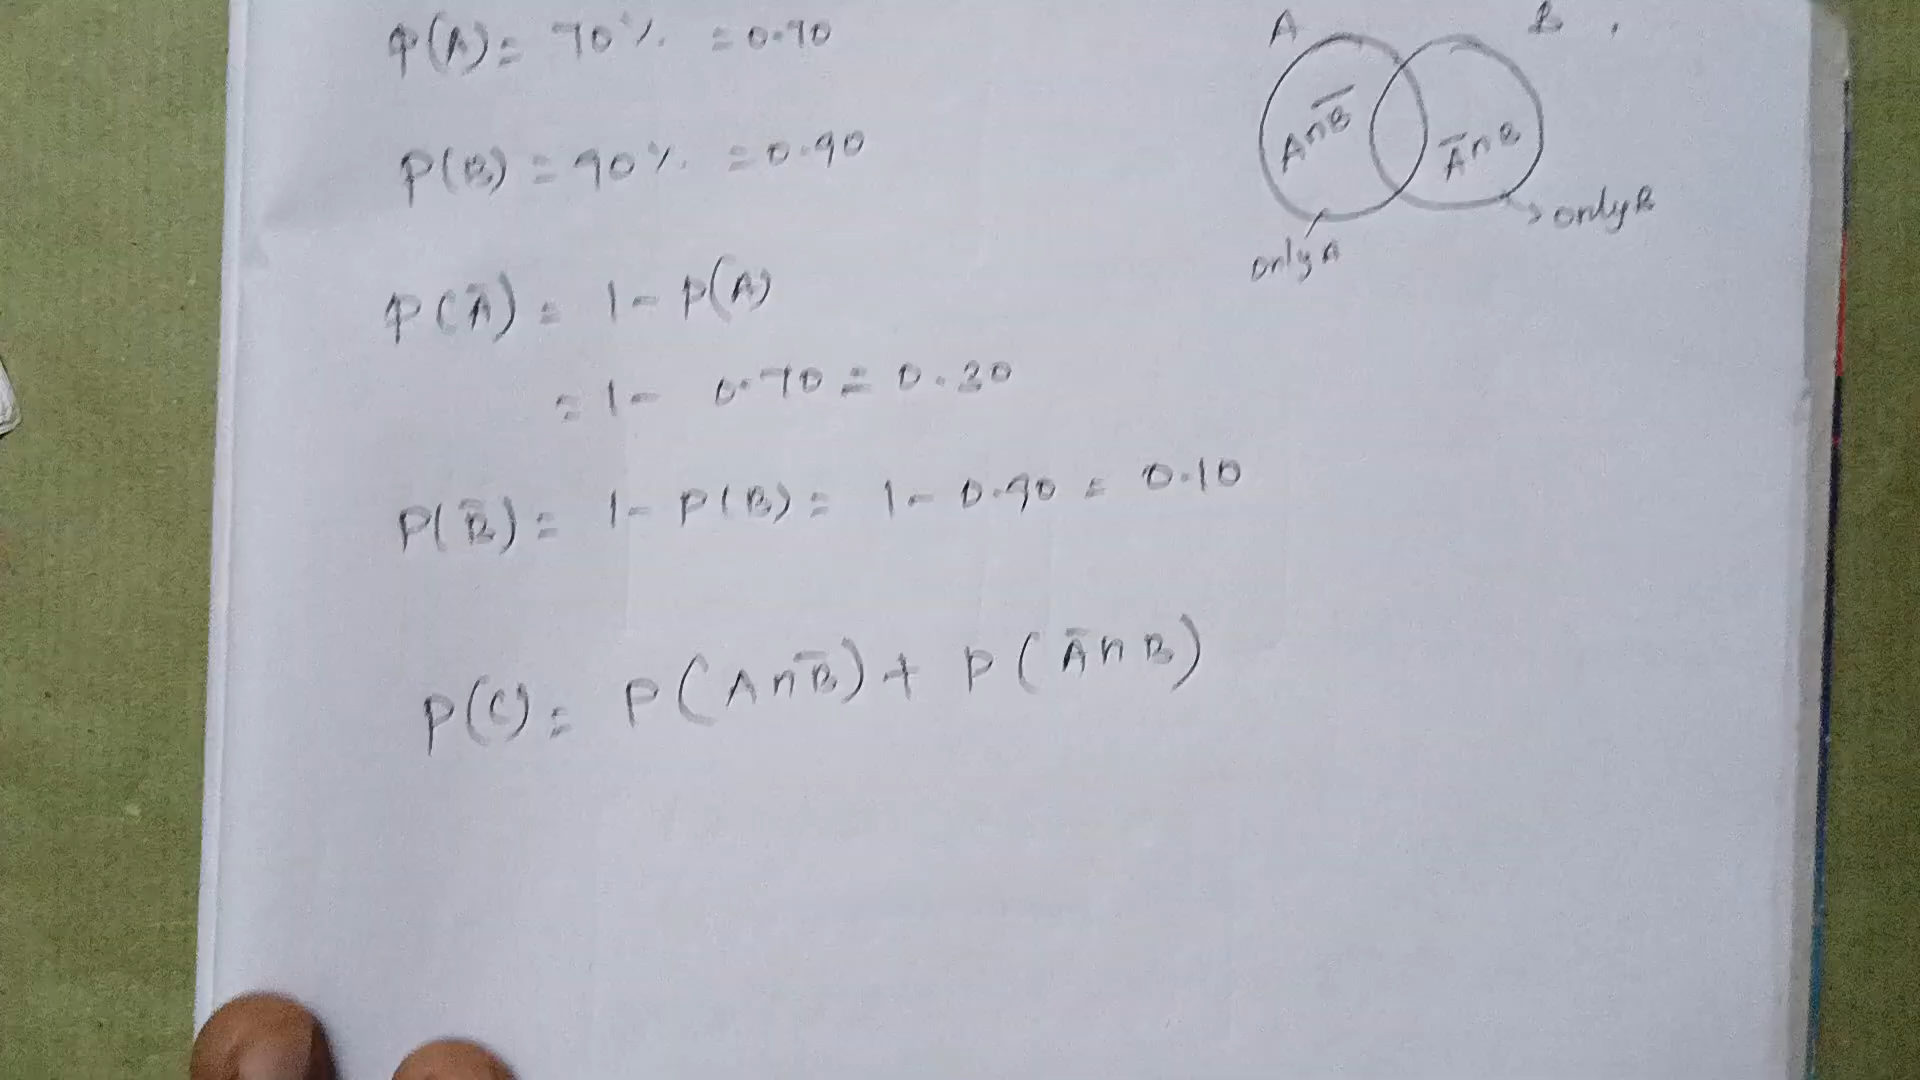 P(A) = 70% = 0.70
P(B) = 90% = 0.90
P(Ā) = 1 - P(A)
= 1 - 0.70 = 0.30
P(B̄) = 1 - P(B) = 1 - 0.90 = 0.10
P(C) = P(A∩B̄) + P(Ā∩B)
A B
A∩B̄ Ā∩B
only A
only B